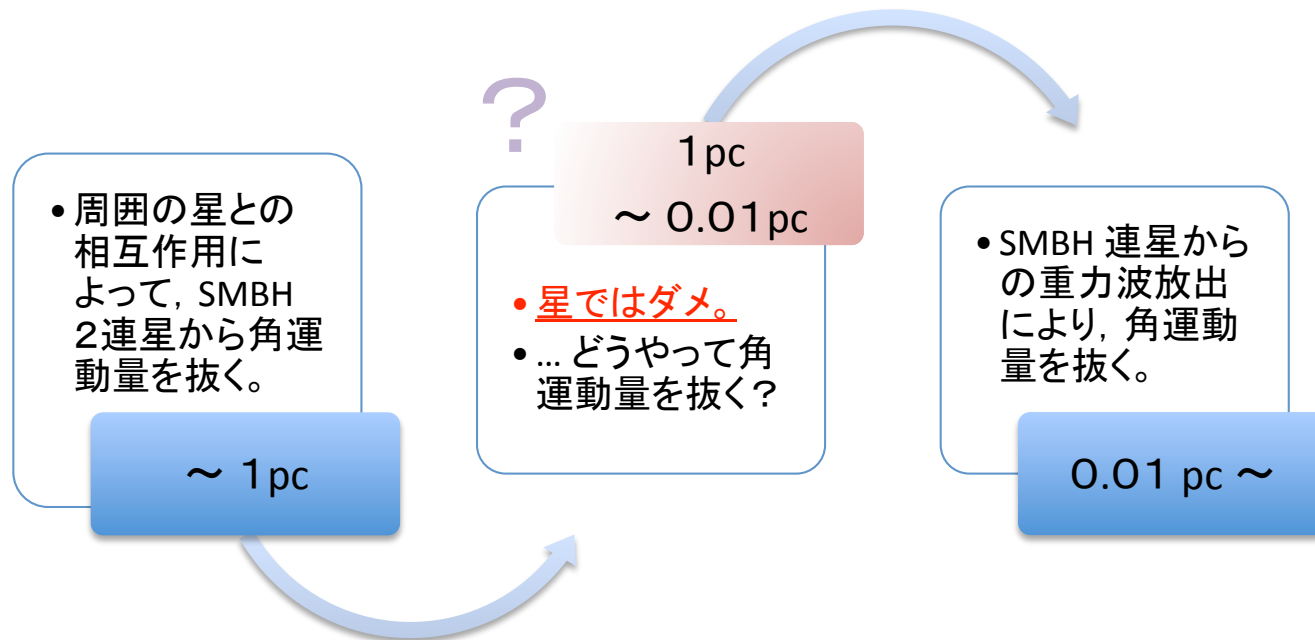 • 周囲の星との
相互作用に
よって, SMBH
２連星から角運
動量を抜く。
～ 1pc
？
1pc
～ 0.01pc
• 星ではダメ。
• ... どうやって角
運動量を抜く？
• SMBH 連星から
の重力波放出
により, 角運動
量を抜く。
0.01 pc ～